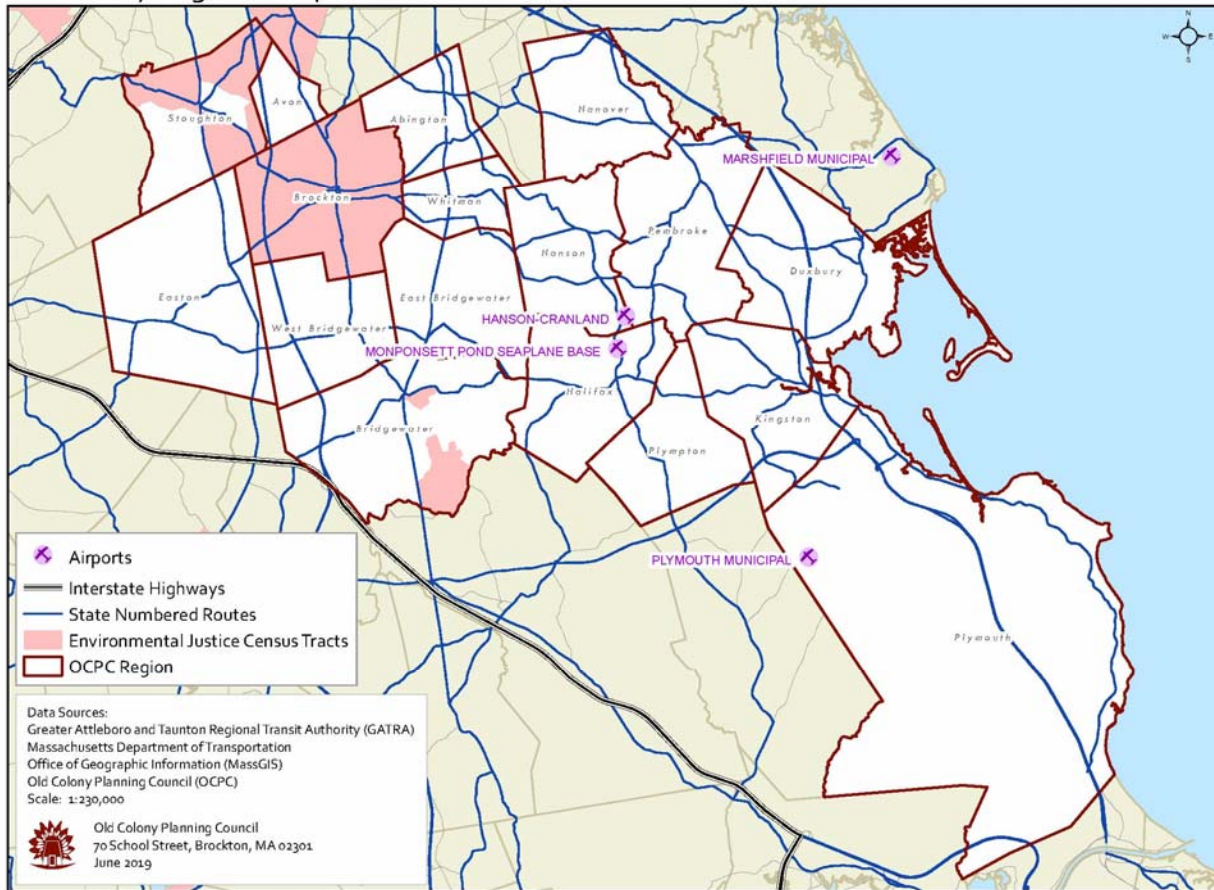 N
W E
S
Stoughton
Avon
Abington
Hanover
MARSHFIELD MUNICIPAL
Brockton
Whitman
Pembroke
Hanson
Duxbury
Easton
East Bridgewater
HANSON-CRANLAND
West Bridgewater
MONPONSETT POND SEAPLANE BASE
Halifax
Kingston
Bridgewater
Plympton
PLYMOUTH MUNICIPAL
Plymouth
Airports
Interstate Highways
State Numbered Routes
Environmental Justice Census Tracts
OCPC Region
Data Sources:
Greater Attleboro and Taunton Regional Transit Authority (GATRA)
Massachusetts Department of Transportation
Office of Geographic Information (MassGIS)
Old Colony Planning Council (OCPC)
Scale: 1:230,000
Old Colony Planning Council
70 School Street, Brockton, MA 02301
June 2019